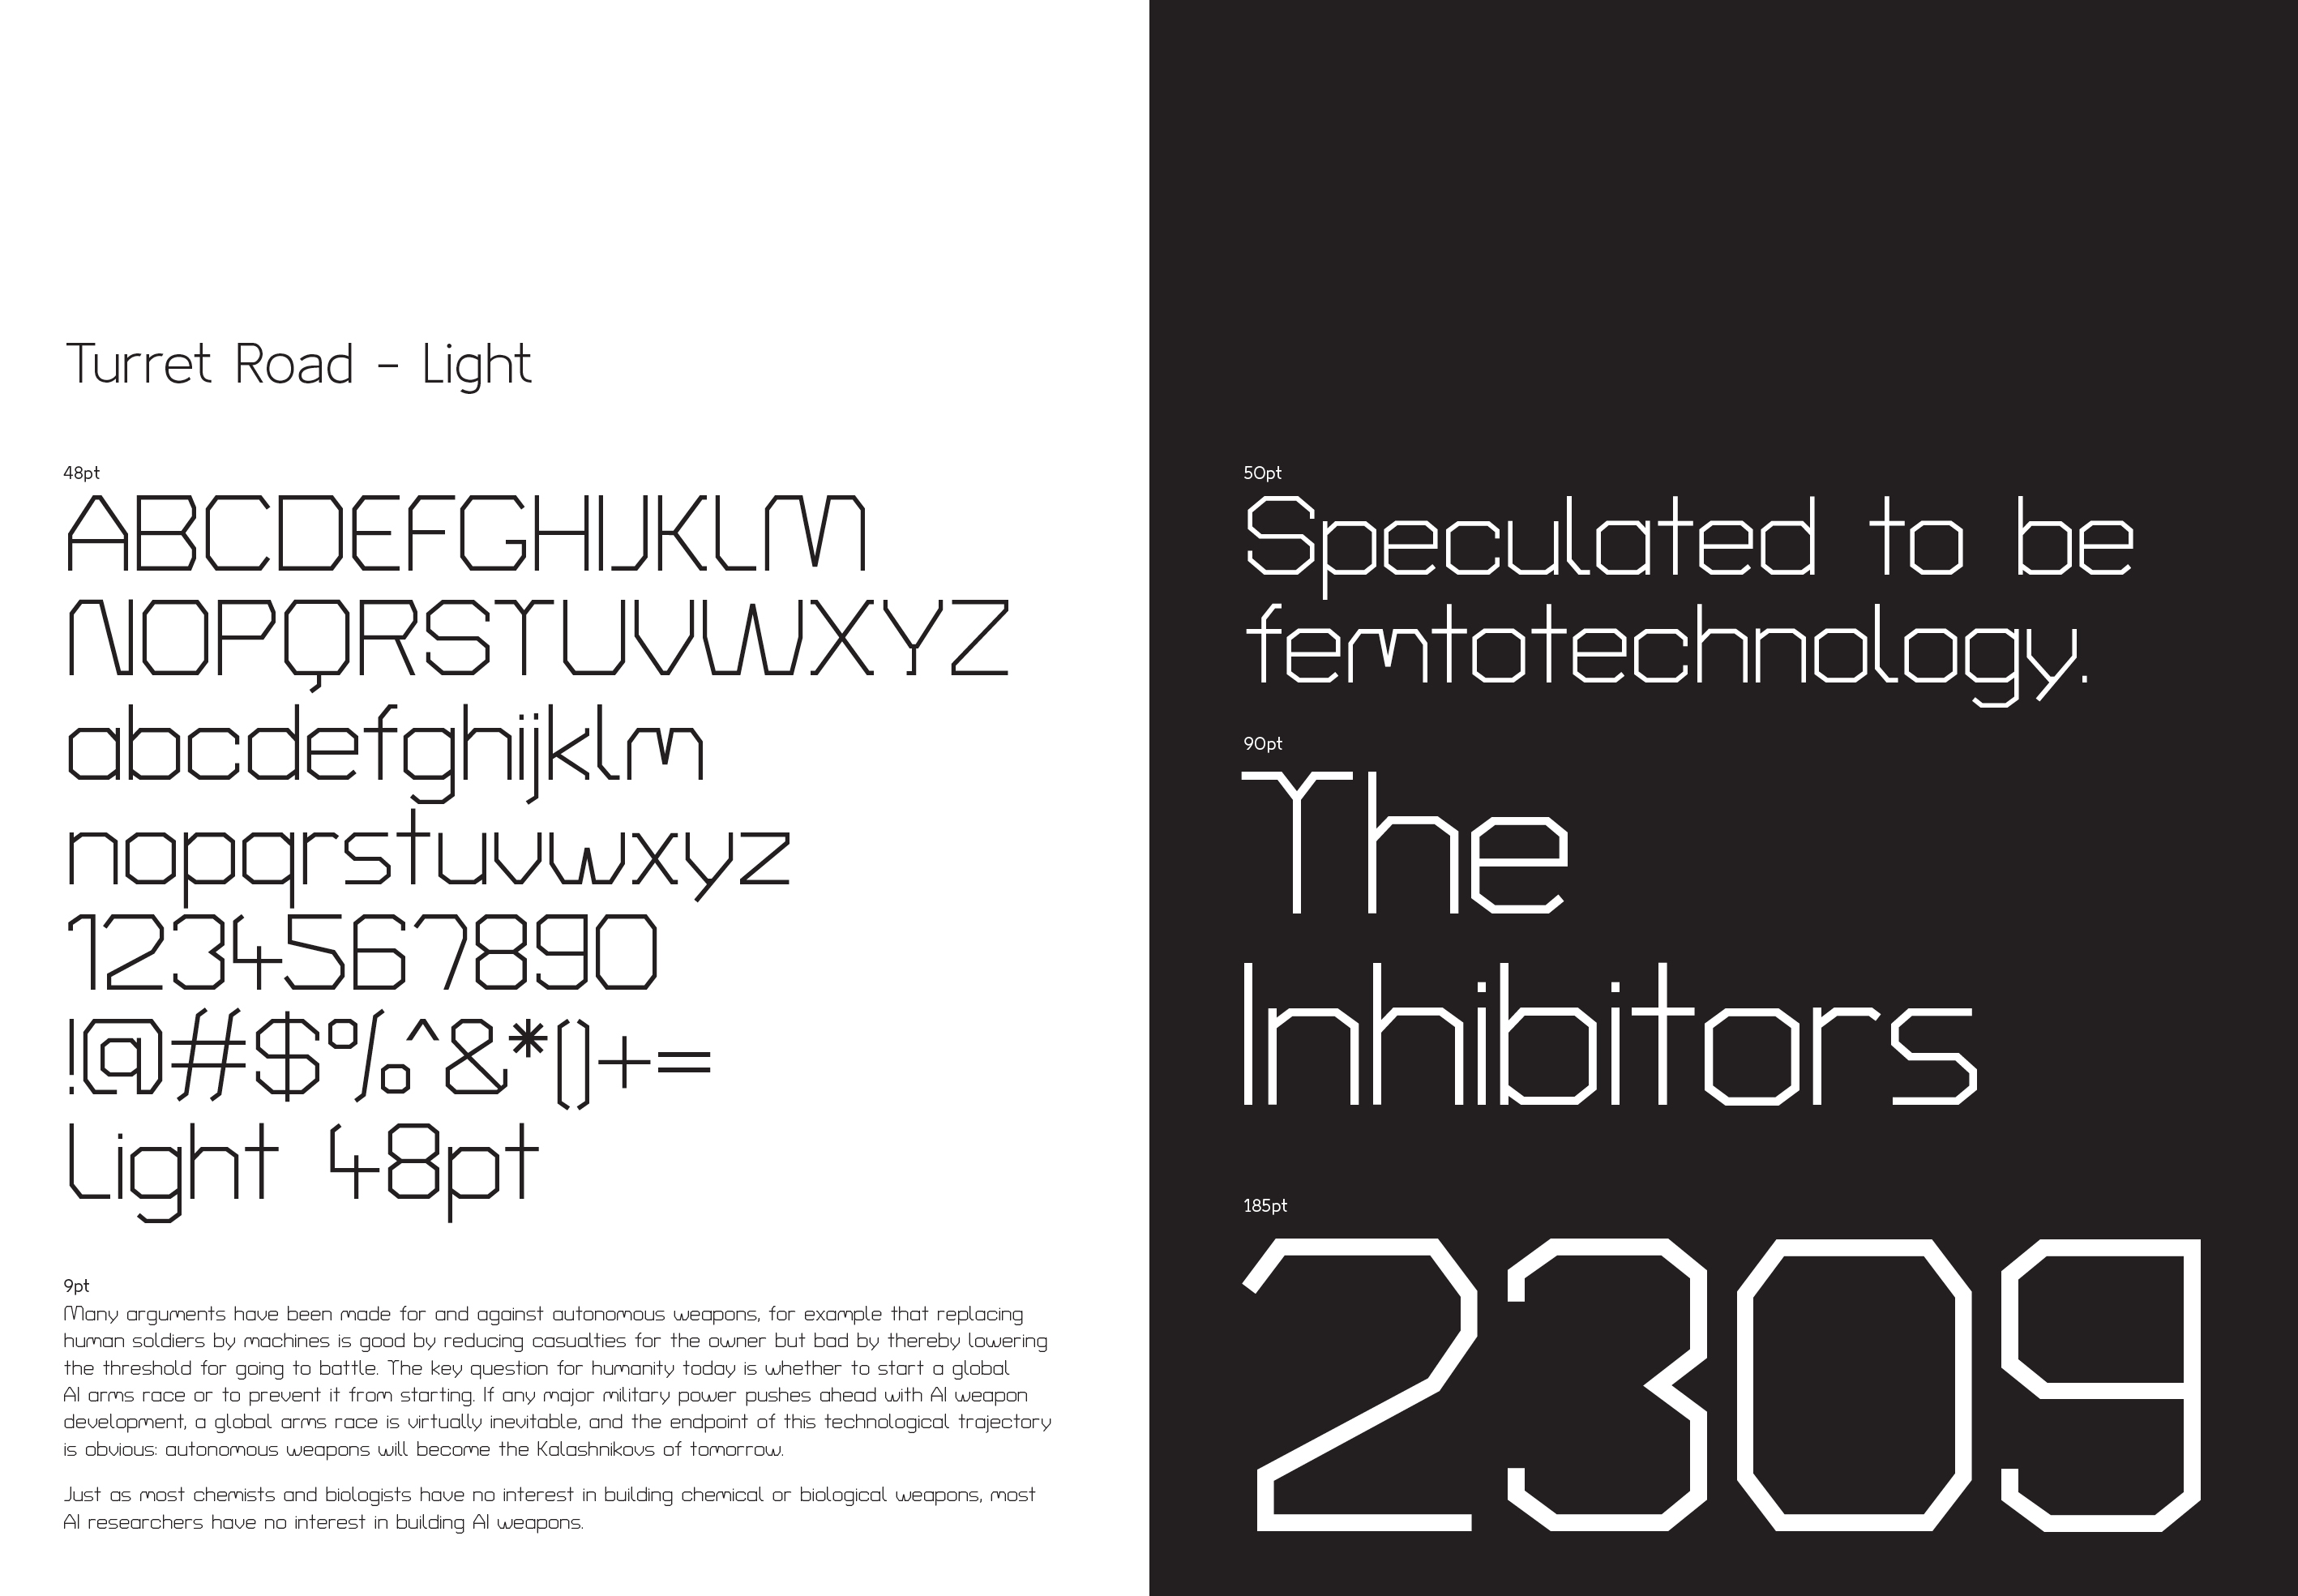 Turret Road - Light
48pt
ABCDEFGHIJKLM
NOPQRSTUVWXYZ
abcdefghijklm
nopqrstuvwxyz
1234567890
!@#$%^&*()+=
Light 48pt
9pt
Many arguments have been made for and against autonomous weapons, for example that replacing
human soldiers by machines is good by reducing casualties for the owner but bad by thereby lowering
the threshold for going to battle. The key question for humanity today is whether to start a global
AI arms race or to prevent it from starting. If any major military power pushes ahead with AI weapon
development, a global arms race is virtually inevitable, and the endpoint of this technological trajectory
is obvious: autonomous weapons will become the Kalashnikovs of tomorrow.
Just as most chemists and biologists have no interest in building chemical or biological weapons, most
AI researchers have no interest in building AI weapons.
50pt
Speculated to be
femtotechnology.
90pt
The
Inhibitors
185pt
2309